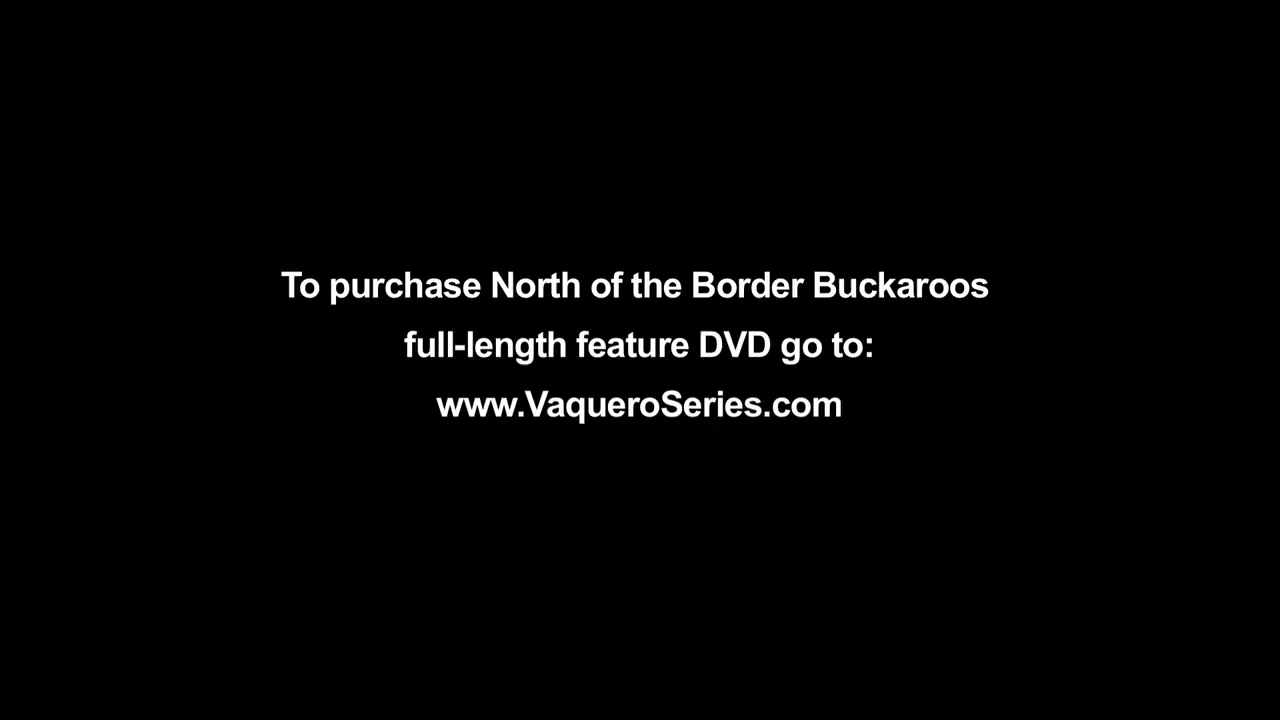 To purchase North of the Border Buckaroos
full-length feature DVD go to:
www.VaqueroSeries.com